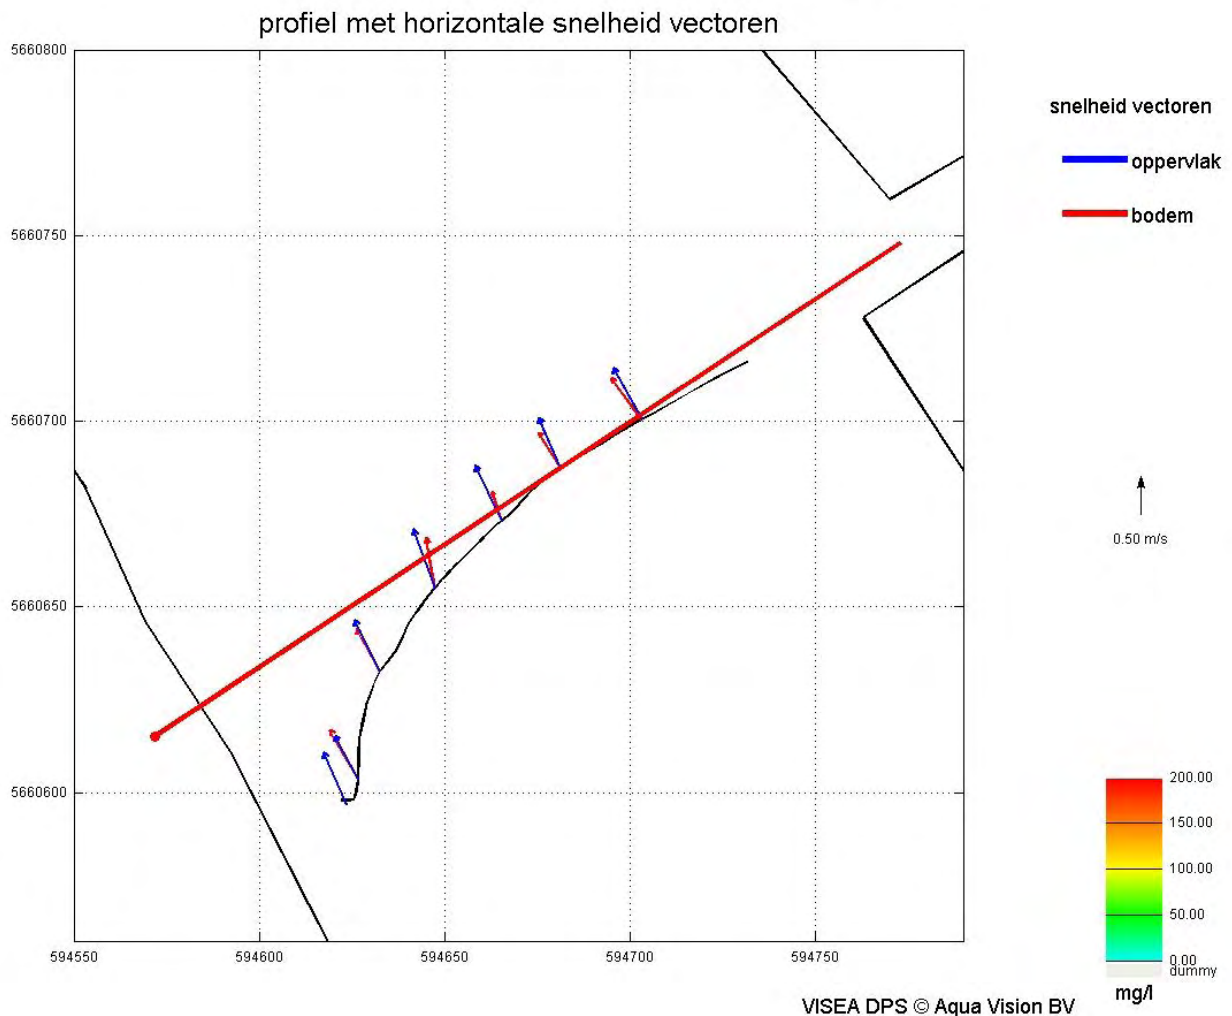 profiel met horizontale snelheid vectoren
5660800
5660750
5660700
5660650
5660600
594550
594600
594650
594700
594750
snelheid vectoren
oppervlak
bodem
0.50 m/s
200.00
150.00
100.00
50.00
0.00
dummy
mg/l
VISEA DPS © Aqua Vision BV